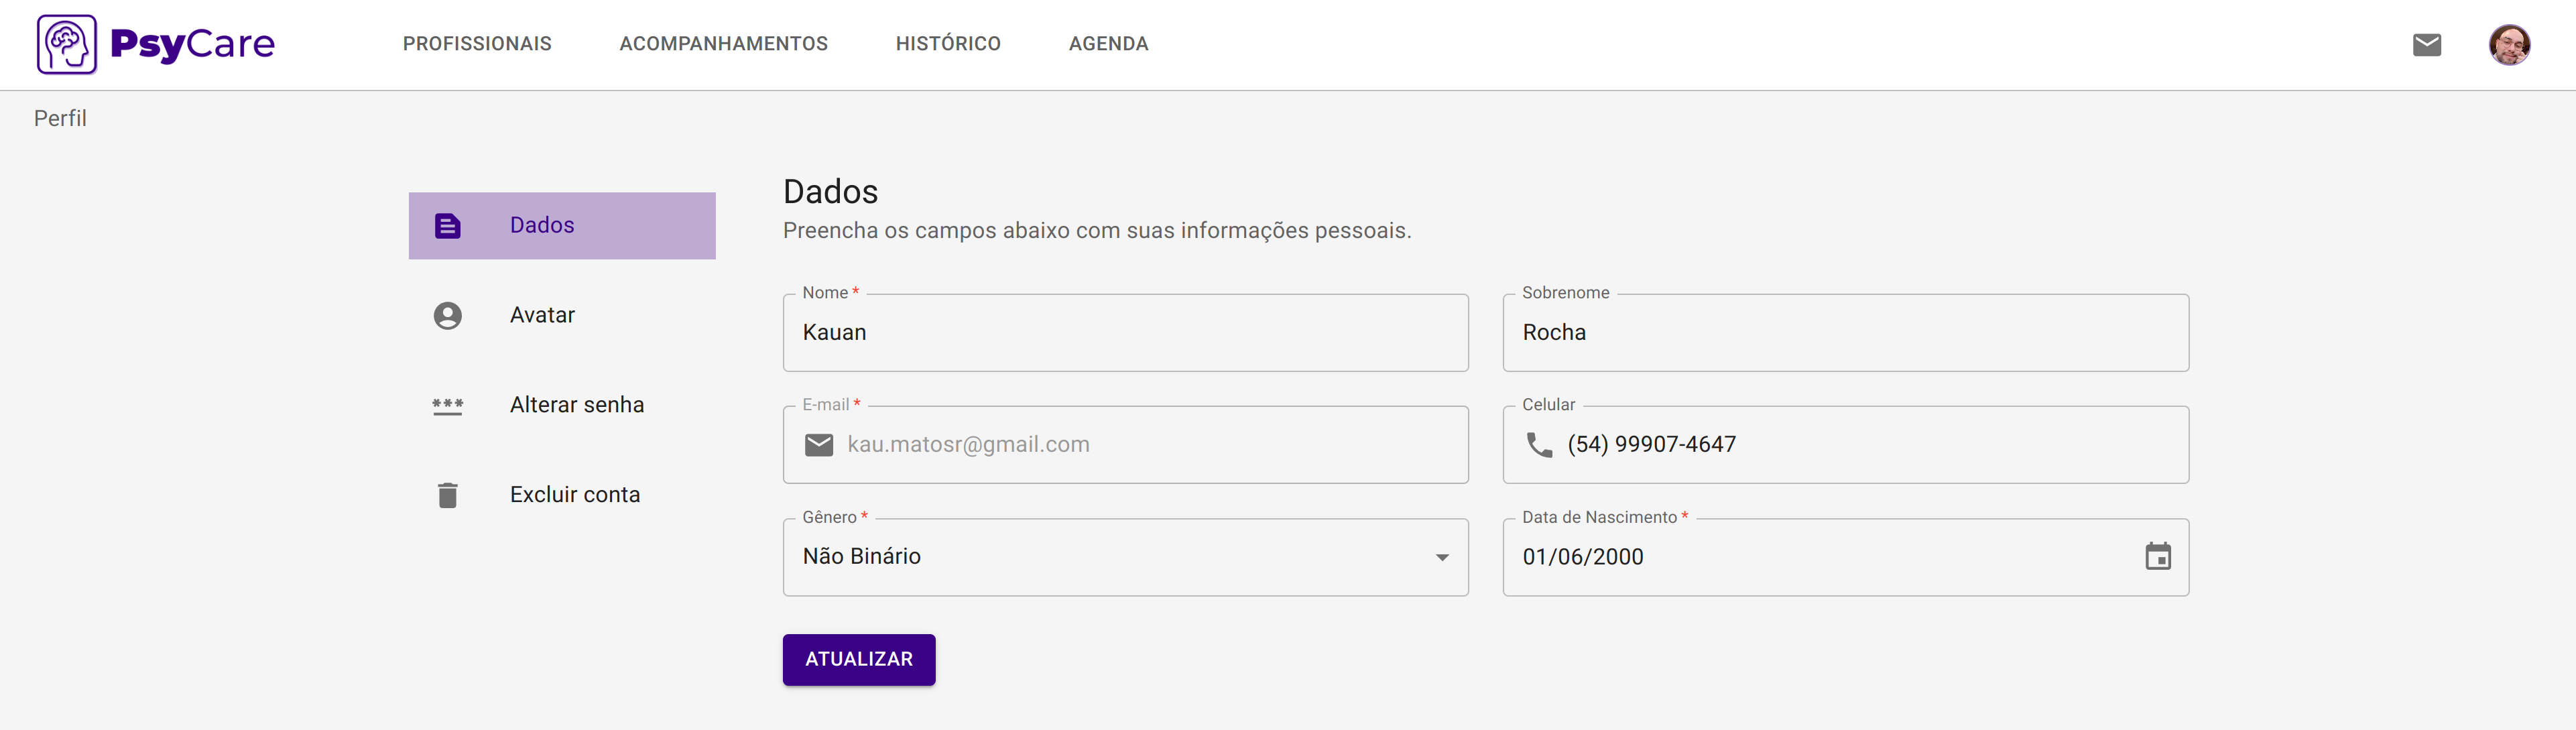 PsyCare PROFISSIONAIS ACOMPANHAMENTOS HISTÓRICO AGENDA
Perfil
Dados
Avatar
Alterar senha
Excluir conta
Dados
Preencha os campos abaixo com suas informações pessoais.
Nome *
Kauan
Sobrenome
Rocha
E-mail *
kau.matosr@gmail.com
Celular
(54) 99907-4647
Gênero *
Não Binário
Data de Nascimento *
01/06/2000
ATUALIZAR